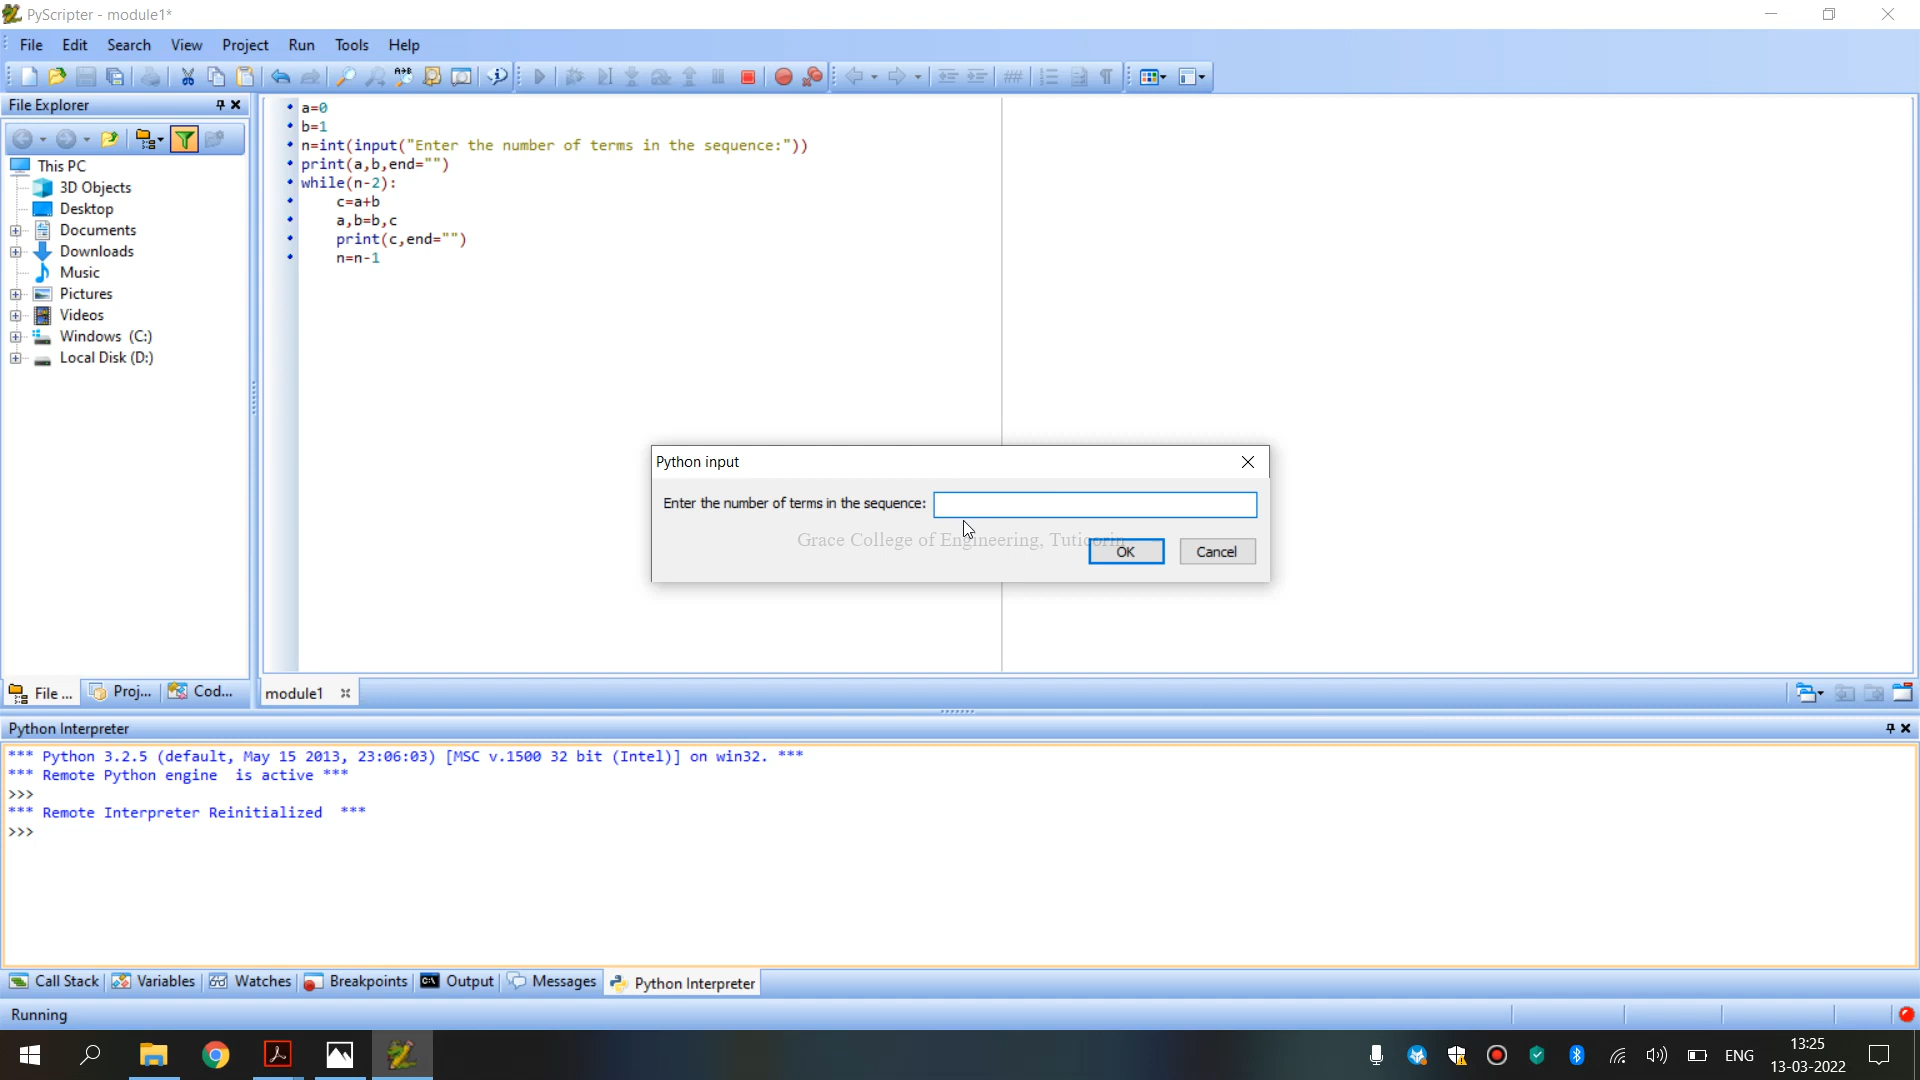 PyScripter - module1*
File Edit Search View Project Run Tools Help
File Explorer
This PC
3D Objects
Desktop
Documents
Downloads
Music
Pictures
Videos
Windows (C:)
Local Disk (D:)
File ... Proj... Cod...
a=0
b=1
n=int(input("Enter the number of terms in the sequence:"))
print(a,b,end="")
while(n-2):
    c=a+b
    a,b=b,c
    print(c,end="")
    n=n-1
Python input
Enter the number of terms in the sequence:
Grace College of Engineering, Tuticorin
OK Cancel
module1
Python Interpreter
*** Python 3.2.5 (default, May 15 2013, 23:06:03) [MSC v.1500 32 bit (Intel)] on win32. ***
*** Remote Python engine  is active ***
>>>
*** Remote Interpreter Reinitialized  ***
>>>
Call Stack Variables Watches Breakpoints Output Messages Python Interpreter
Running
ENG
13:25
13-03-2022